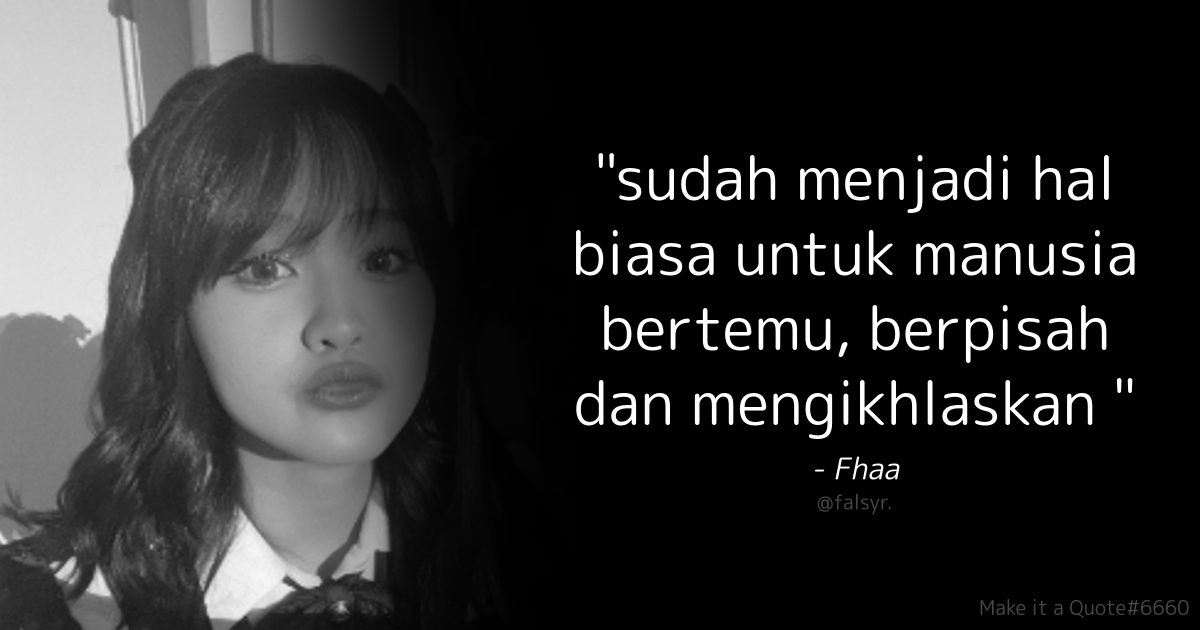 "sudah menjadi hal
biasa untuk manusia
bertemu, berpisah
dan mengikhlaskan "
- Fhaa
@falsyr.
Make it a Quote#6660